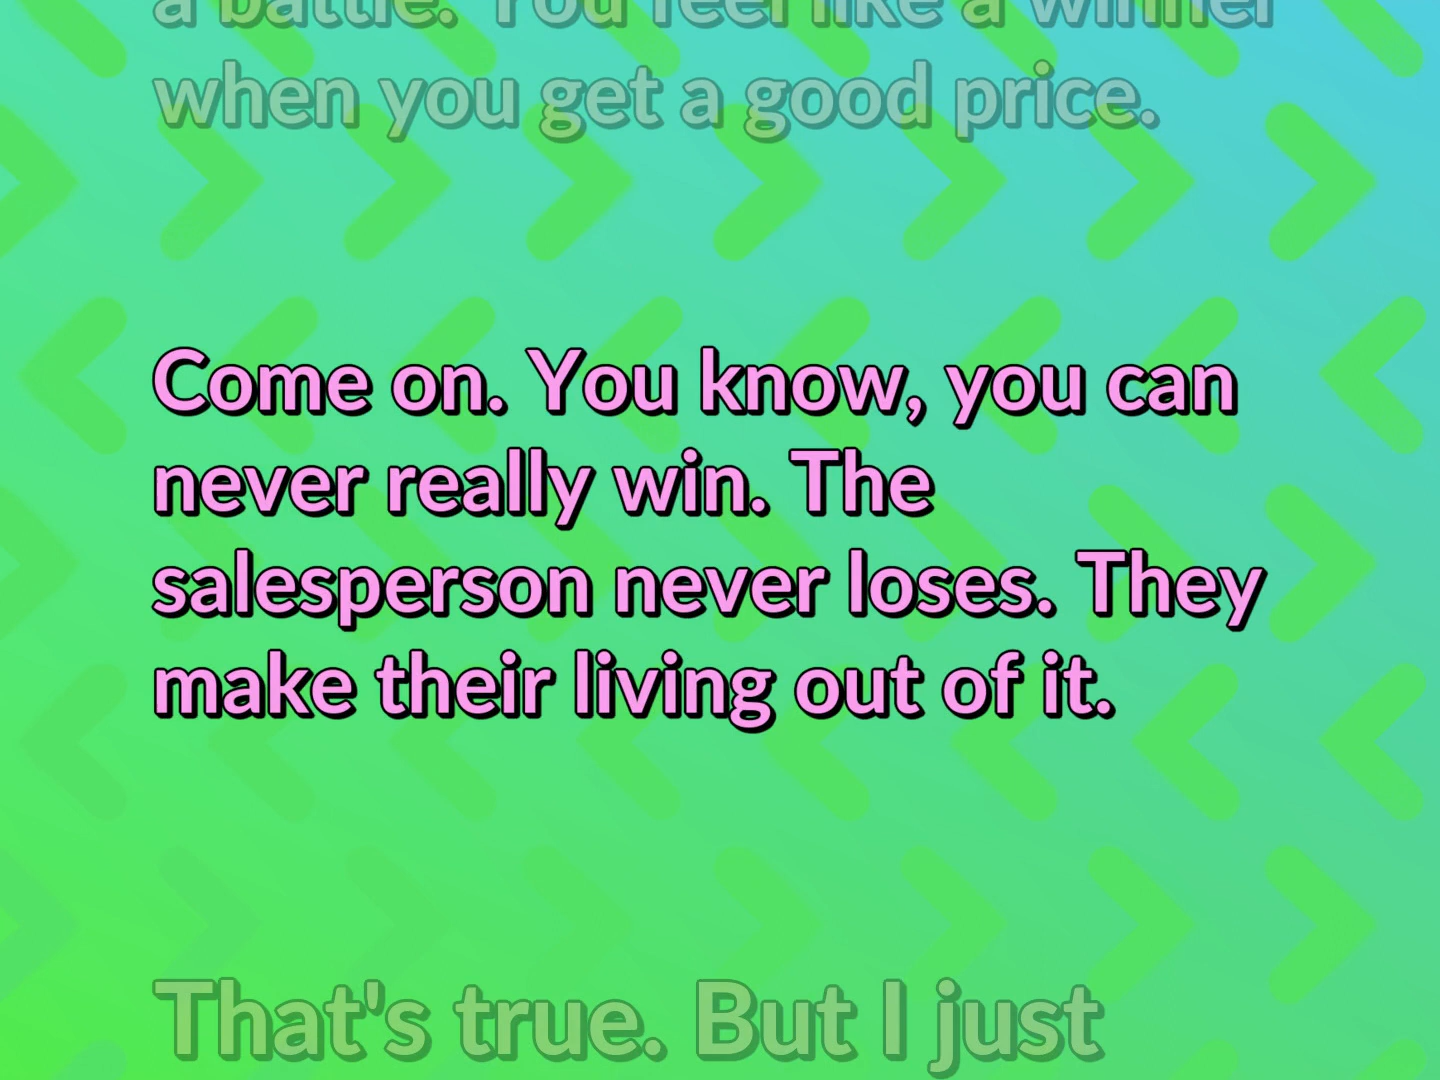 a battle. You feel like a winner
when you get a good price.
Come on. You know, you can
never really win. The
salesperson never loses. They
make their living out of it.
That's true. But I just